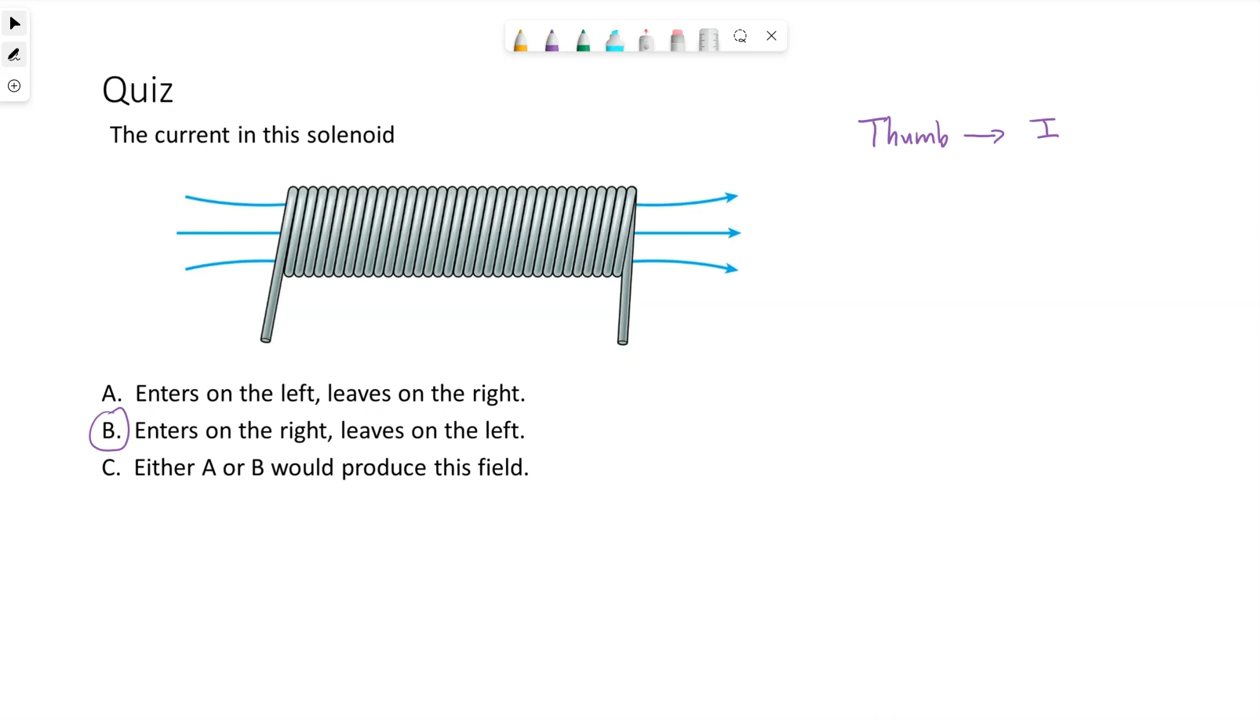 Quiz
The current in this solenoid
Thumb → I
A. Enters on the left, leaves on the right.
B. Enters on the right, leaves on the left.
C. Either A or B would produce this field.